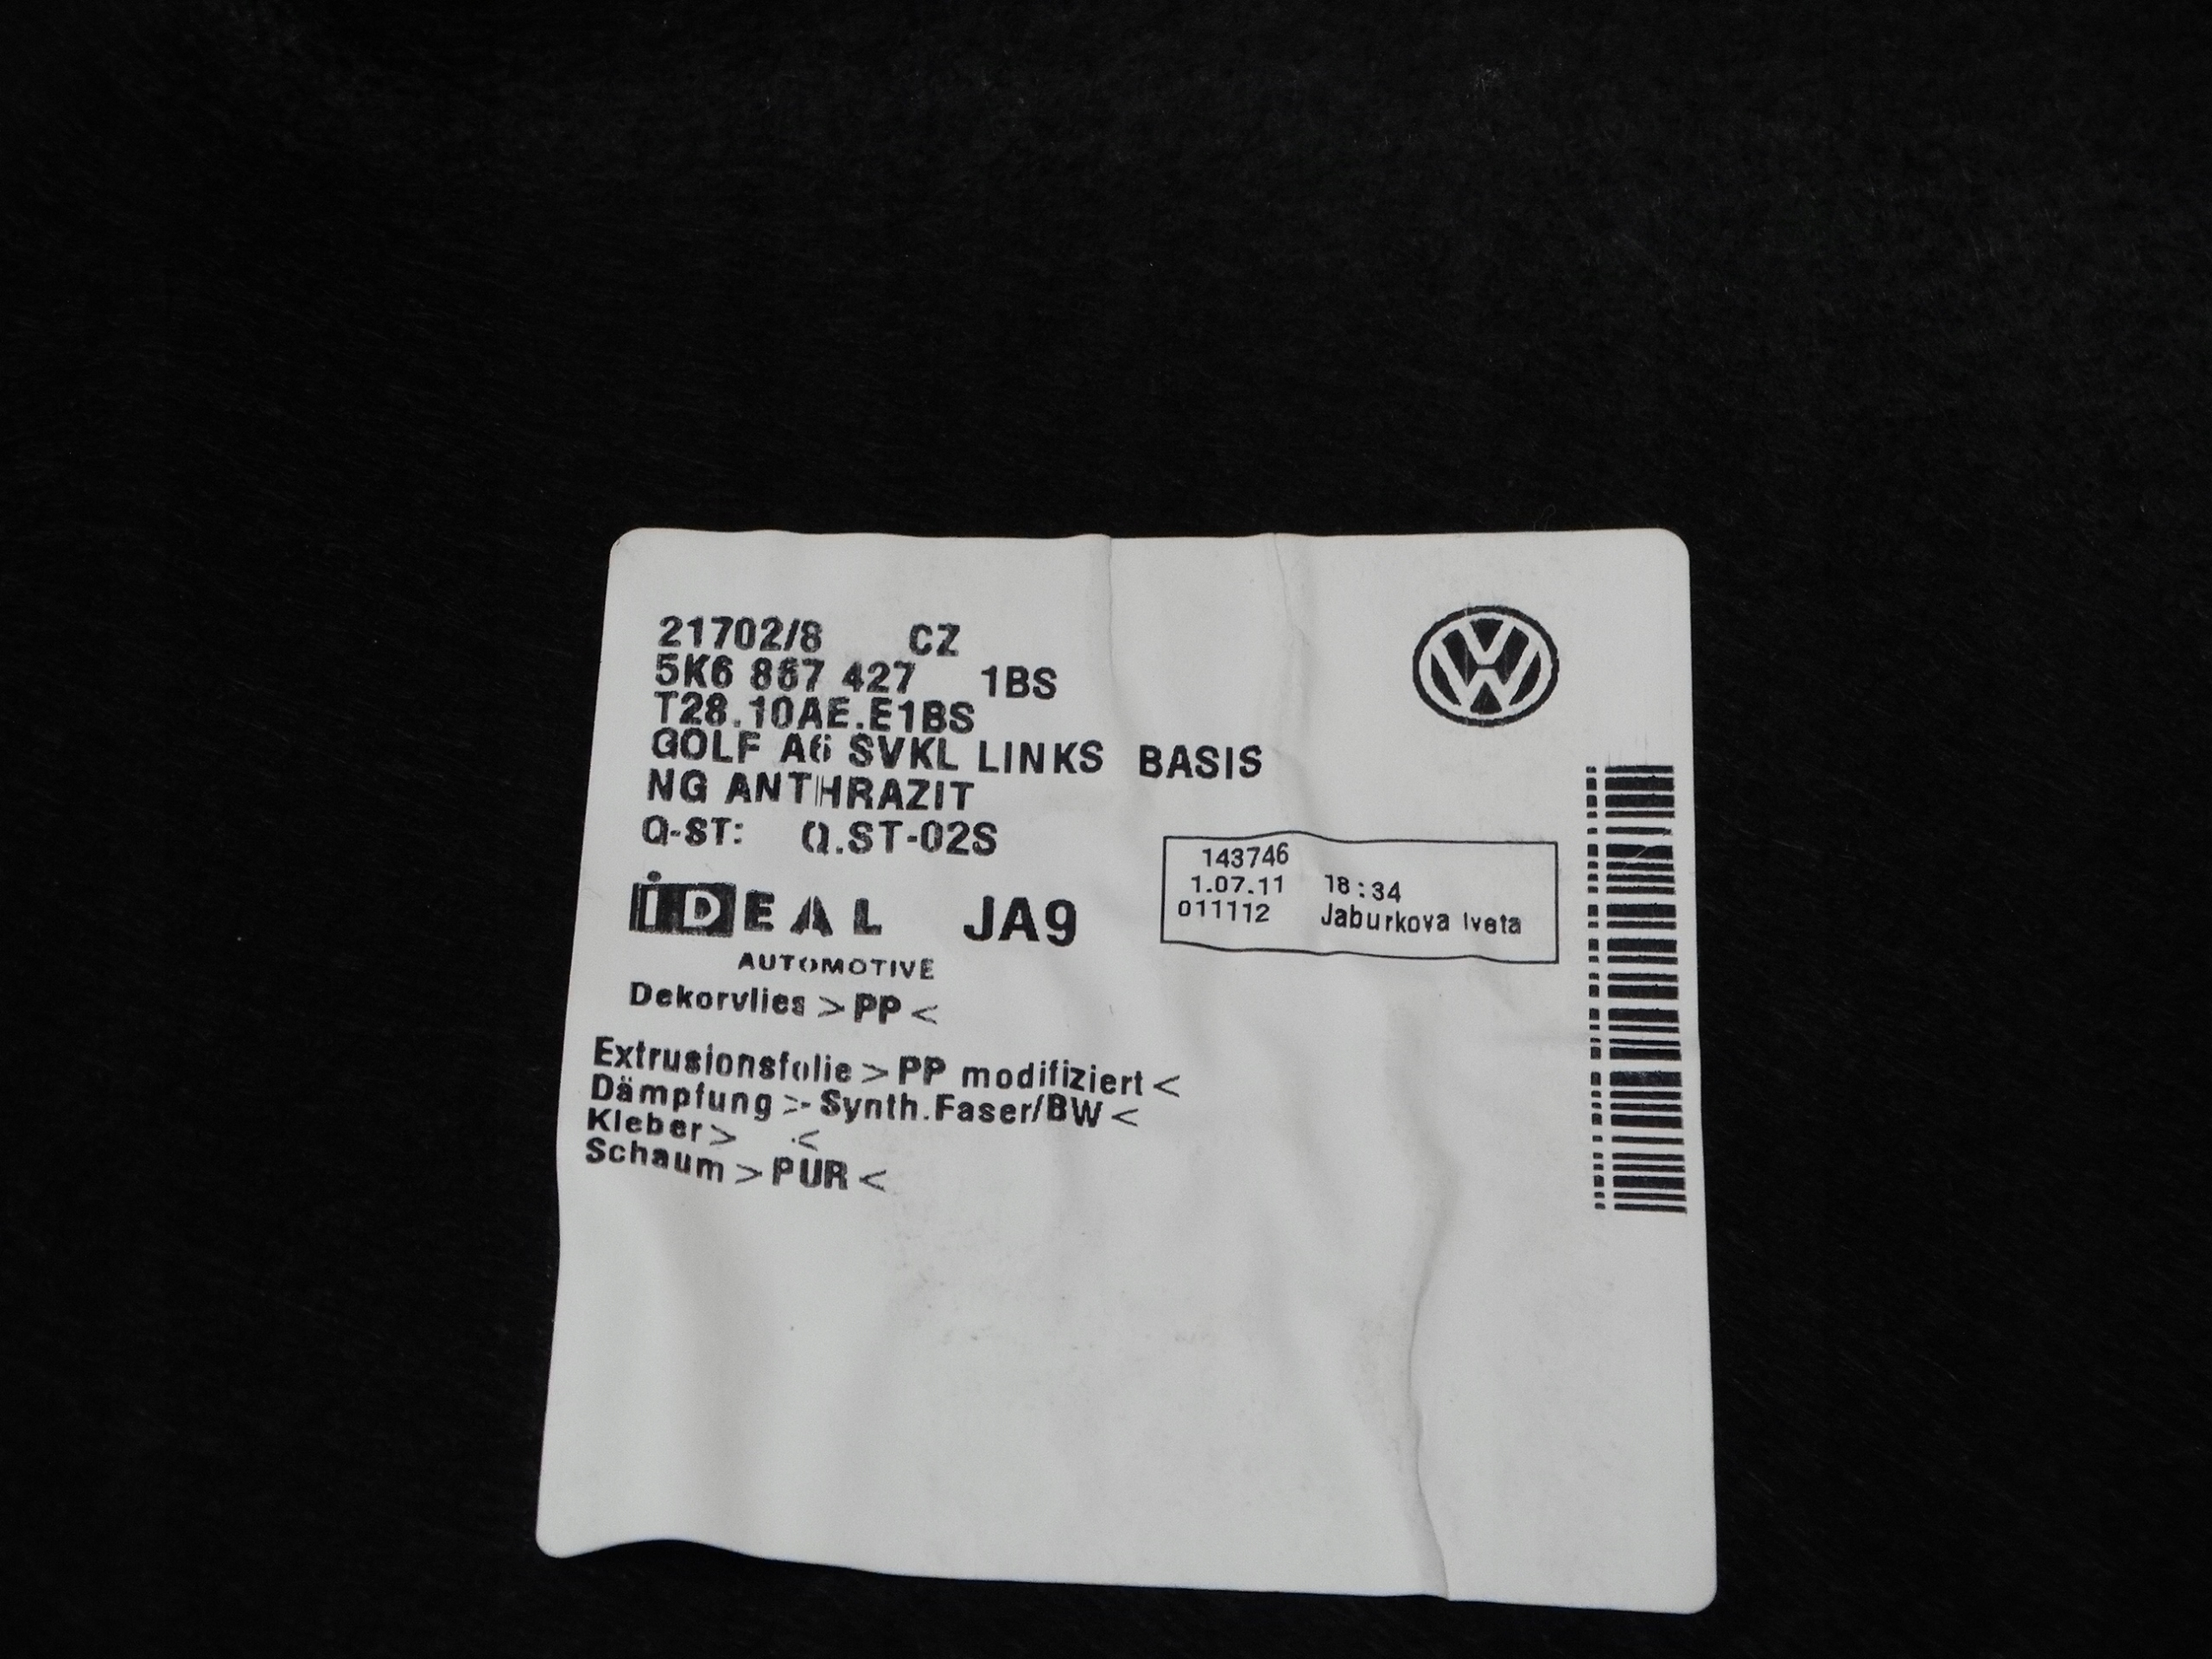 21702/8 CZ
5K6 867 427 1BS
T28.10AE.E1BS
GOLF A6 SVKL LINKS BASIS
NG ANTHRAZIT
Q-ST: Q.ST-02S
143746
1.07.11 18:34
011112 Jaburkova Iveta
iDEAL JA9
AUTOMOTIVE
Dekorvlies >PP<
Extrusionsfolie >PP modifiziert<
Dämpfung >-Synth.Faser/BW<
Kleber> .<
Schaum >PUR<
VW